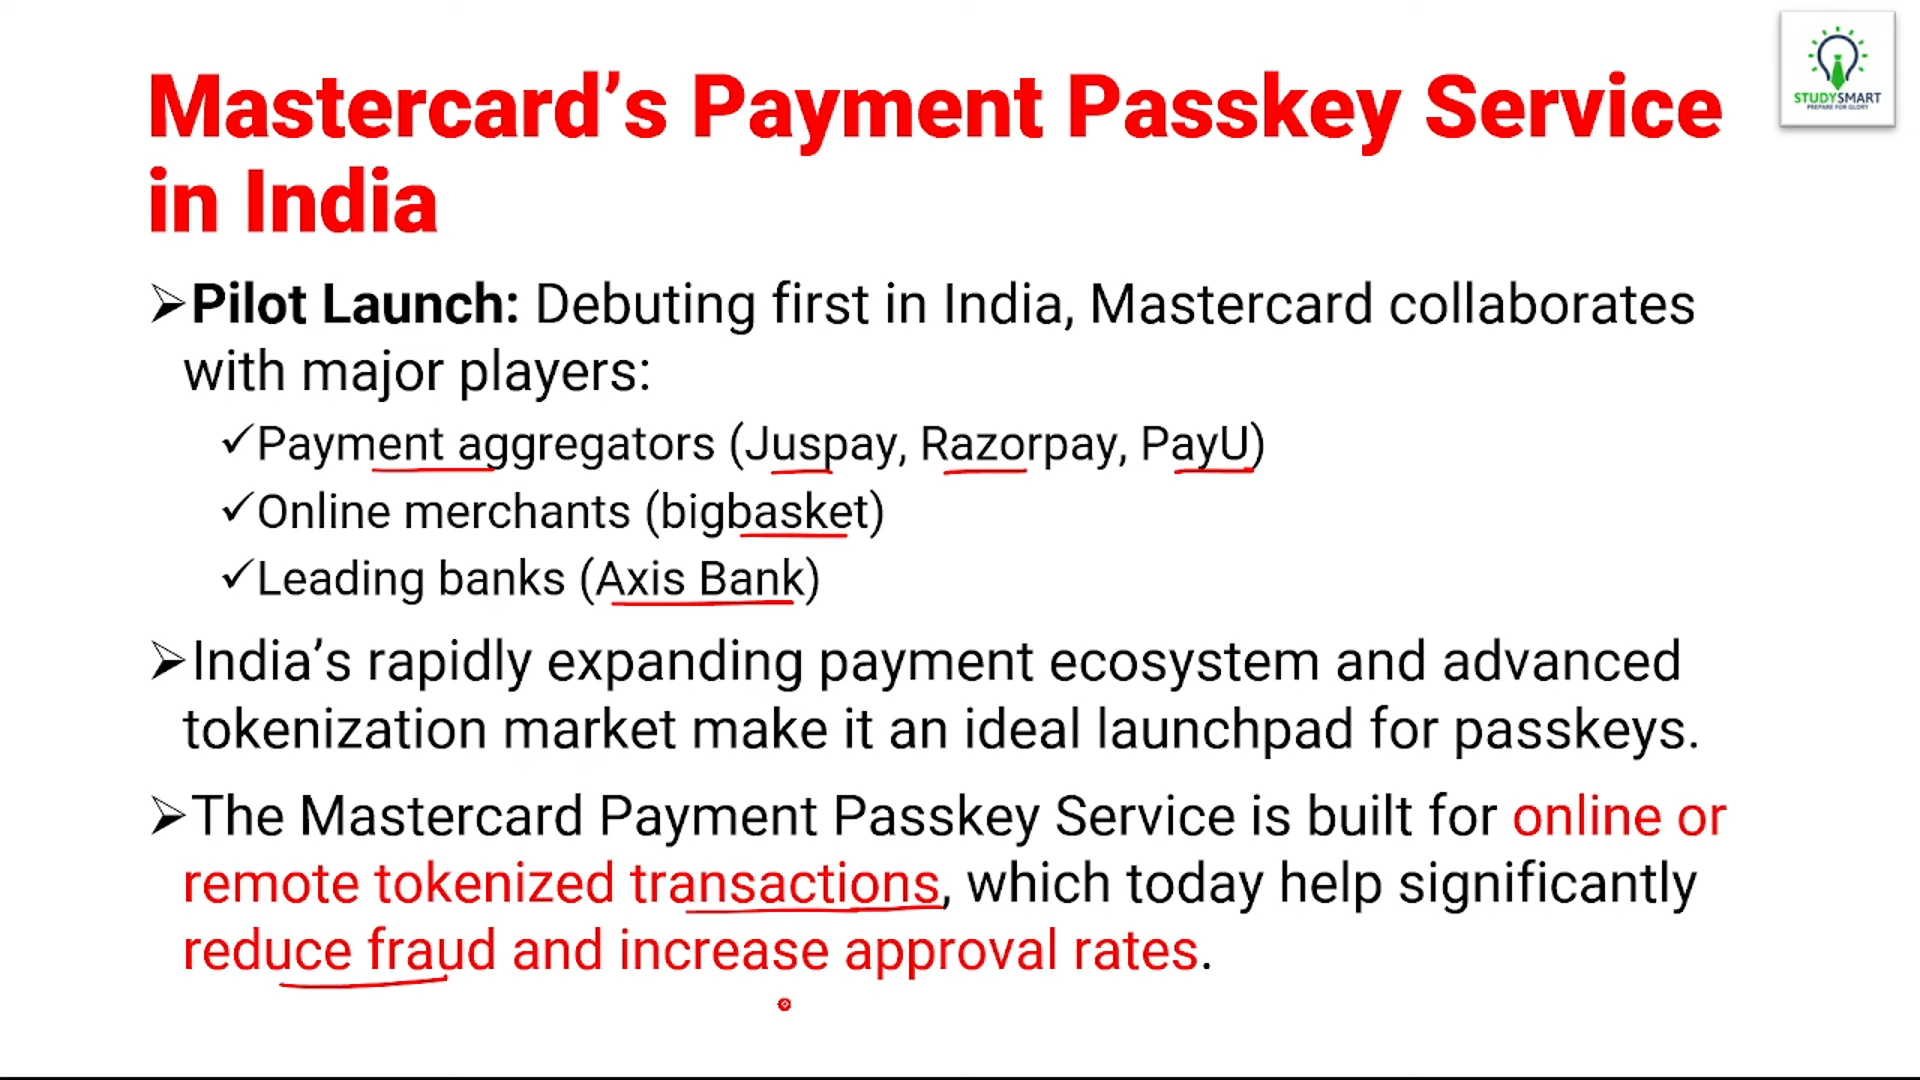 Mastercard’s Payment Passkey Service
in India
STUDYSMART
PREPARE FOR GLORY
➢Pilot Launch: Debuting first in India, Mastercard collaborates
with major players:
✓Payment aggregators (Juspay, Razorpay, PayU)
✓Online merchants (bigbasket)
✓Leading banks (Axis Bank)
➢India’s rapidly expanding payment ecosystem and advanced
tokenization market make it an ideal launchpad for passkeys.
➢The Mastercard Payment Passkey Service is built for online or
remote tokenized transactions, which today help significantly
reduce fraud and increase approval rates.